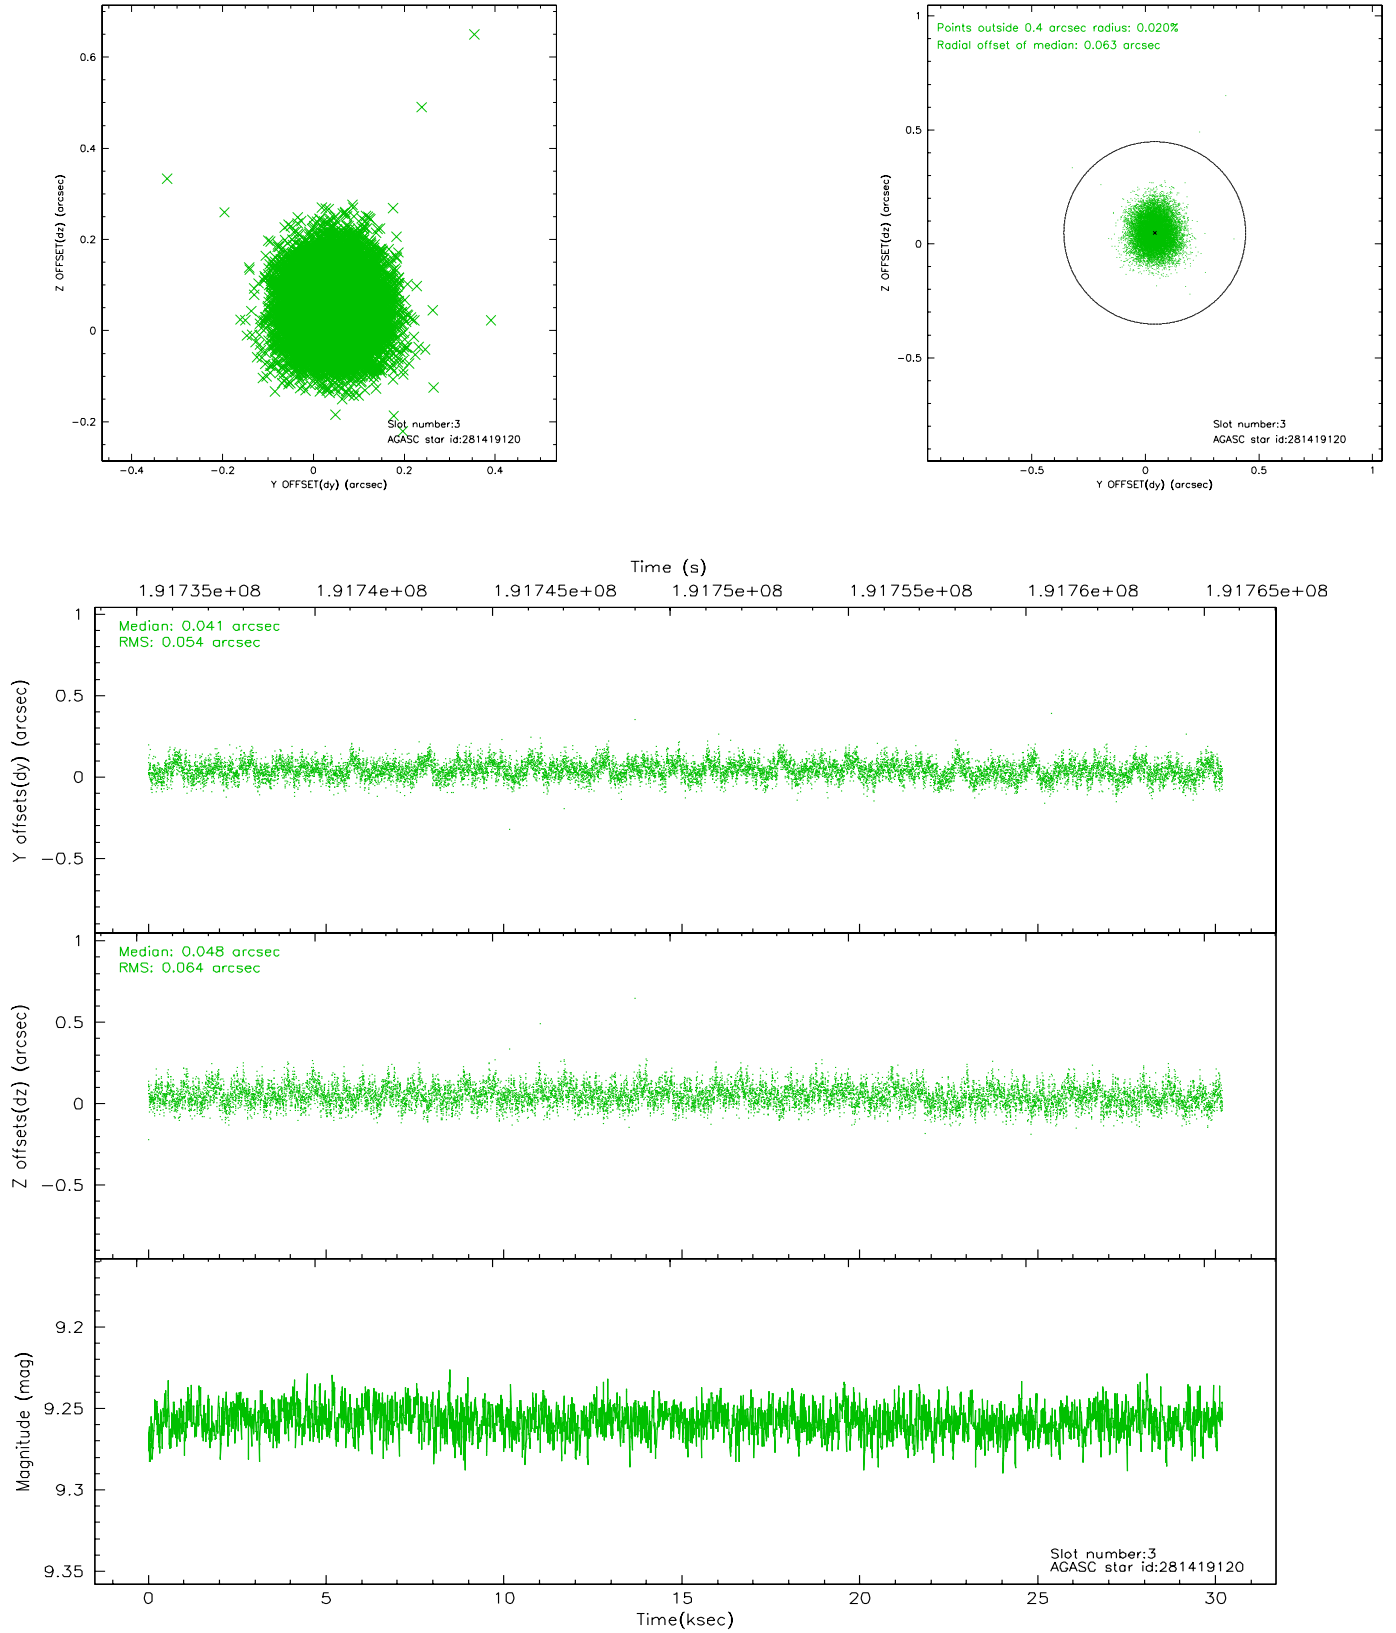 0.6
0.4
0.2
0
−0.2
Z OFFSET(dz) (arcsec)
Slot number:3
AGASC star id:281419120
−0.4 −0.2 0 0.2 0.4
Y OFFSET(dy) (arcsec)
Points outside 0.4 arcsec radius: 0.020%
Radial offset of median: 0.063 arcsec
1
0.5
0
−0.5
Z OFFSET(dz) (arcsec)
Slot number:3
AGASC star id:281419120
−0.5 0 0.5 1
Y OFFSET(dy) (arcsec)
Time (s)
1.91735e+08 1.9174e+08 1.91745e+08 1.9175e+08 1.91755e+08 1.9176e+08 1.91765e+08
Median: 0.041 arcsec
RMS: 0.054 arcsec
1
0.5
0
−0.5
Y offsets(dy) (arcsec)
Median: 0.048 arcsec
RMS: 0.064 arcsec
1
0.5
0
−0.5
Z offsets(dz) (arcsec)
9.2
9.25
9.3
9.35
Magnitude (mag)
Slot number:3
AGASC star id:281419120
0 5 10 15 20 25 30
Time(ksec)